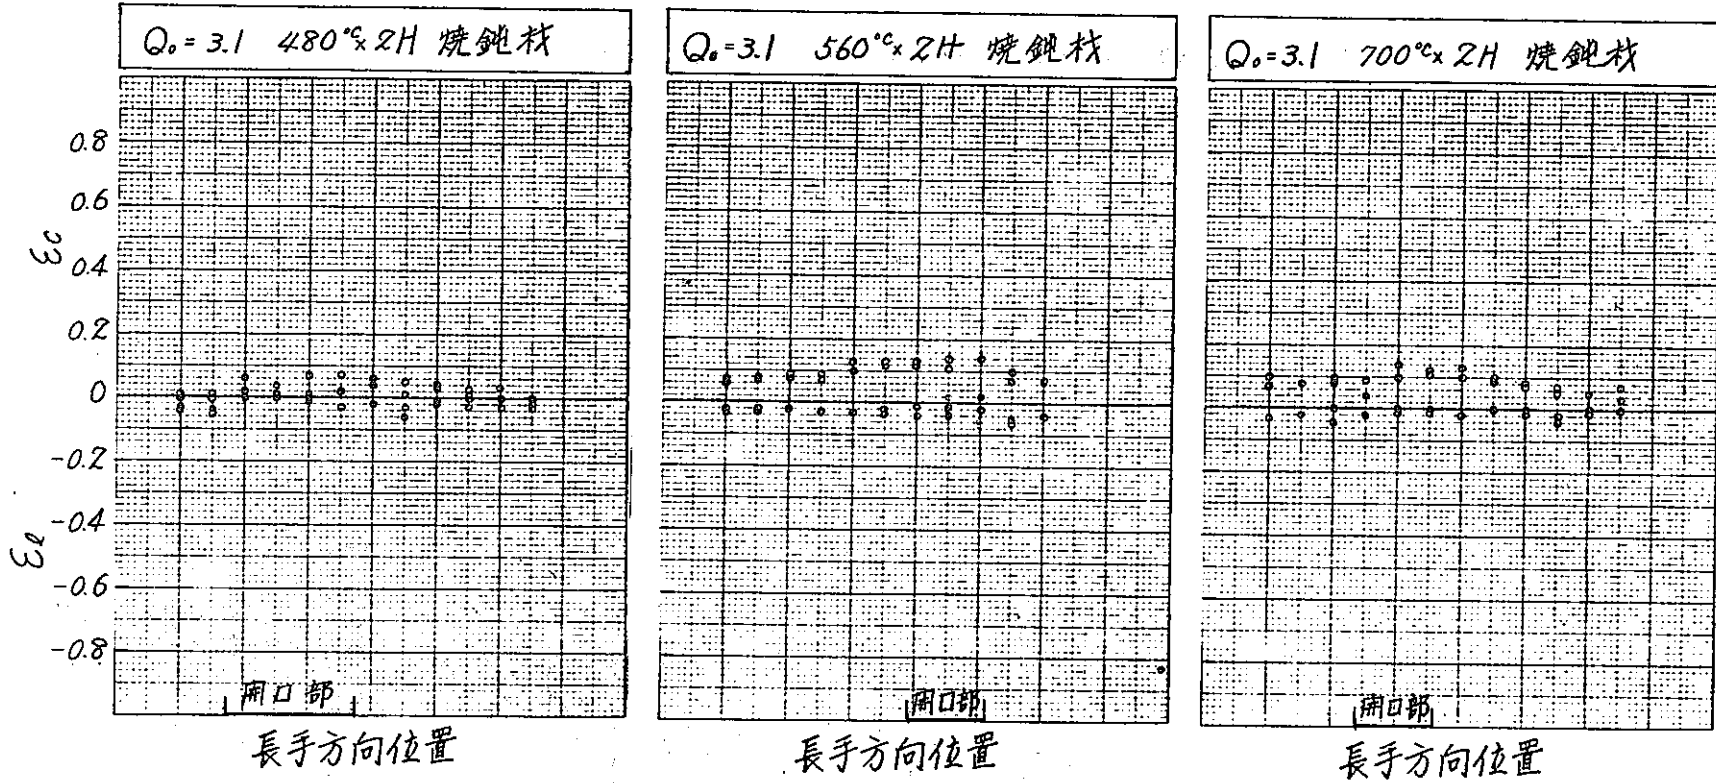 Q₀=3.1 480℃×2H 焼鈍材
Q₀=3.1 560℃×2H 焼鈍材
Q₀=3.1 700℃×2H 焼鈍材
εc
εℓ
0.8
0.6
0.4
0.2
0
-0.2
-0.4
-0.6
-0.8
開口部
開口部
開口部
長手方向位置
長手方向位置
長手方向位置